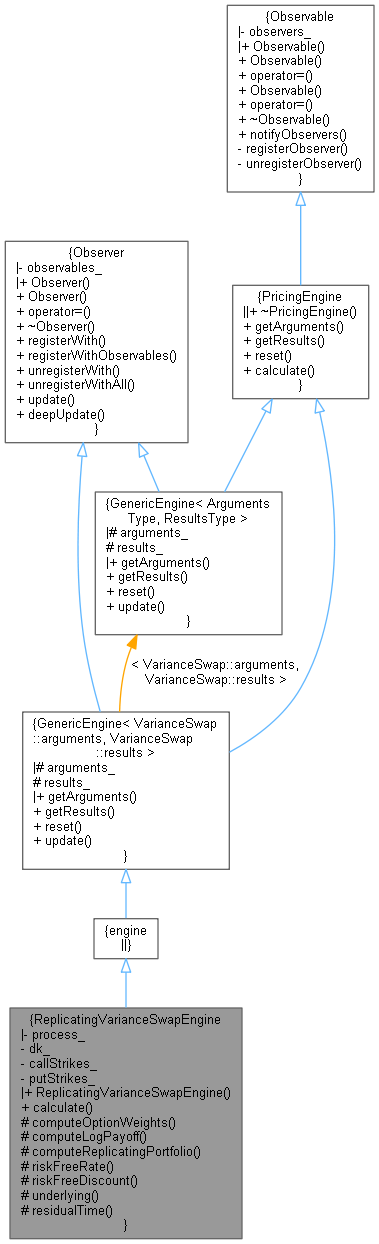 {Observable
|- observers_
|+ Observable()
+ Observable()
+ operator=()
+ Observable()
+ operator=()
+ ~Observable()
+ notifyObservers()
- registerObserver()
- unregisterObserver()
}
{Observer
|- observables_
|+ Observer()
+ Observer()
+ operator=()
+ ~Observer()
+ registerWith()
+ registerWithObservables()
+ unregisterWith()
+ unregisterWithAll()
+ update()
+ deepUpdate()
}
{PricingEngine
||+ ~PricingEngine()
+ getArguments()
+ getResults()
+ reset()
+ calculate()
}
{GenericEngine< Arguments
Type, ResultsType >
|# arguments_
# results_
|+ getArguments()
+ getResults()
+ reset()
+ update()
}
< VarianceSwap::arguments,
VarianceSwap::results >
{GenericEngine< VarianceSwap
::arguments, VarianceSwap
::results >
|# arguments_
# results_
|+ getArguments()
+ getResults()
+ reset()
+ update()
}
{engine
||}
{ReplicatingVarianceSwapEngine
|- process_
- dk_
- callStrikes_
- putStrikes_
|+ ReplicatingVarianceSwapEngine()
+ calculate()
# computeOptionWeights()
# computeLogPayoff()
# computeReplicatingPortfolio()
# riskFreeRate()
# riskFreeDiscount()
# underlying()
# residualTime()
}